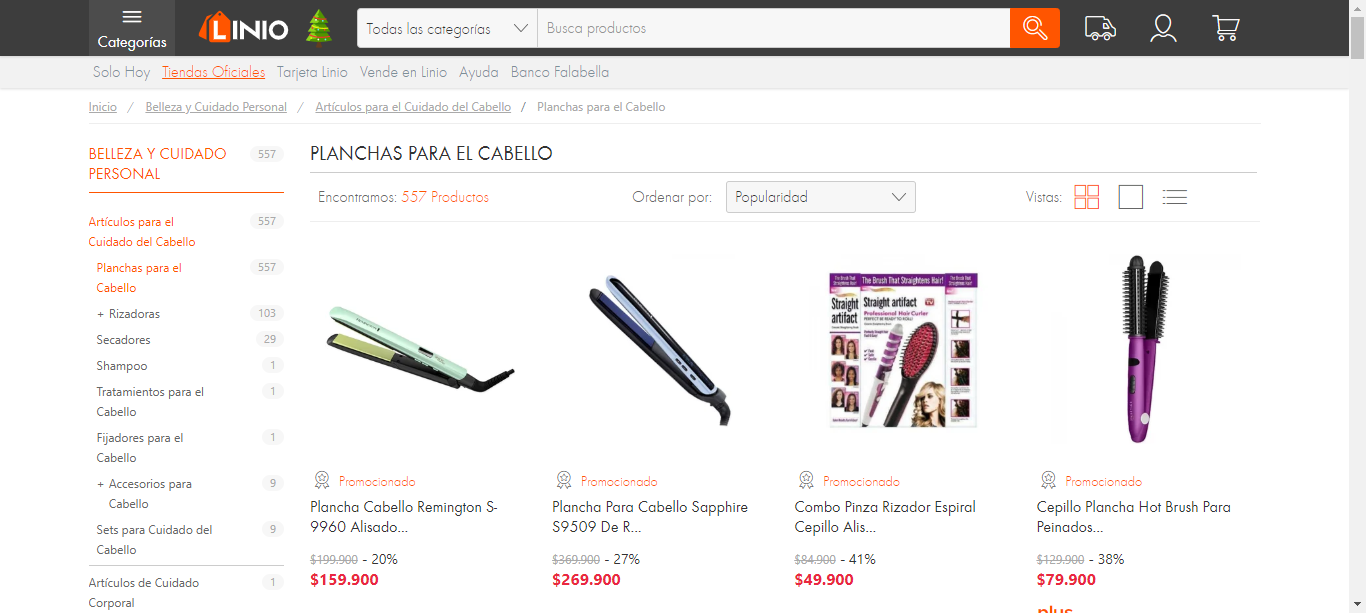 Categorías
LINIO
Todas las categorías
Busca productos
Solo Hoy
Tiendas Oficiales
Tarjeta Linio
Vende en Linio
Ayuda
Banco Falabella
Inicio / Belleza y Cuidado Personal / Artículos para el Cuidado del Cabello / Planchas para el Cabello
BELLEZA Y CUIDADO 557
PERSONAL
Artículos para el 557
Cuidado del Cabello
Planchas para el 557
Cabello
+ Rizadoras 103
Secadores 29
Shampoo 1
Tratamientos para el 1
Cabello
Fijadores para el 1
Cabello
+ Accesorios para 9
Cabello
Sets para Cuidado del 9
Cabello
Artículos de Cuidado 1
Corporal
PLANCHAS PARA EL CABELLO
Encontramos: 557 Productos
Ordenar por: Popularidad
Vistas:
Promocionado
Plancha Cabello Remington S-
9960 Alisado...
$199.900 - 20%
$159.900
Promocionado
Plancha Para Cabello Sapphire
S9509 De R...
$369.900 - 27%
$269.900
The Brush That Straightens Hair!
Straight
artifact
Straight artifact
Professional Hair Curler
Promocionado
Combo Pinza Rizador Espiral
Cepillo Alis...
$84.900 - 41%
$49.900
Promocionado
Cepillo Plancha Hot Brush Para
Peinados...
$129.900 - 38%
$79.900
plus